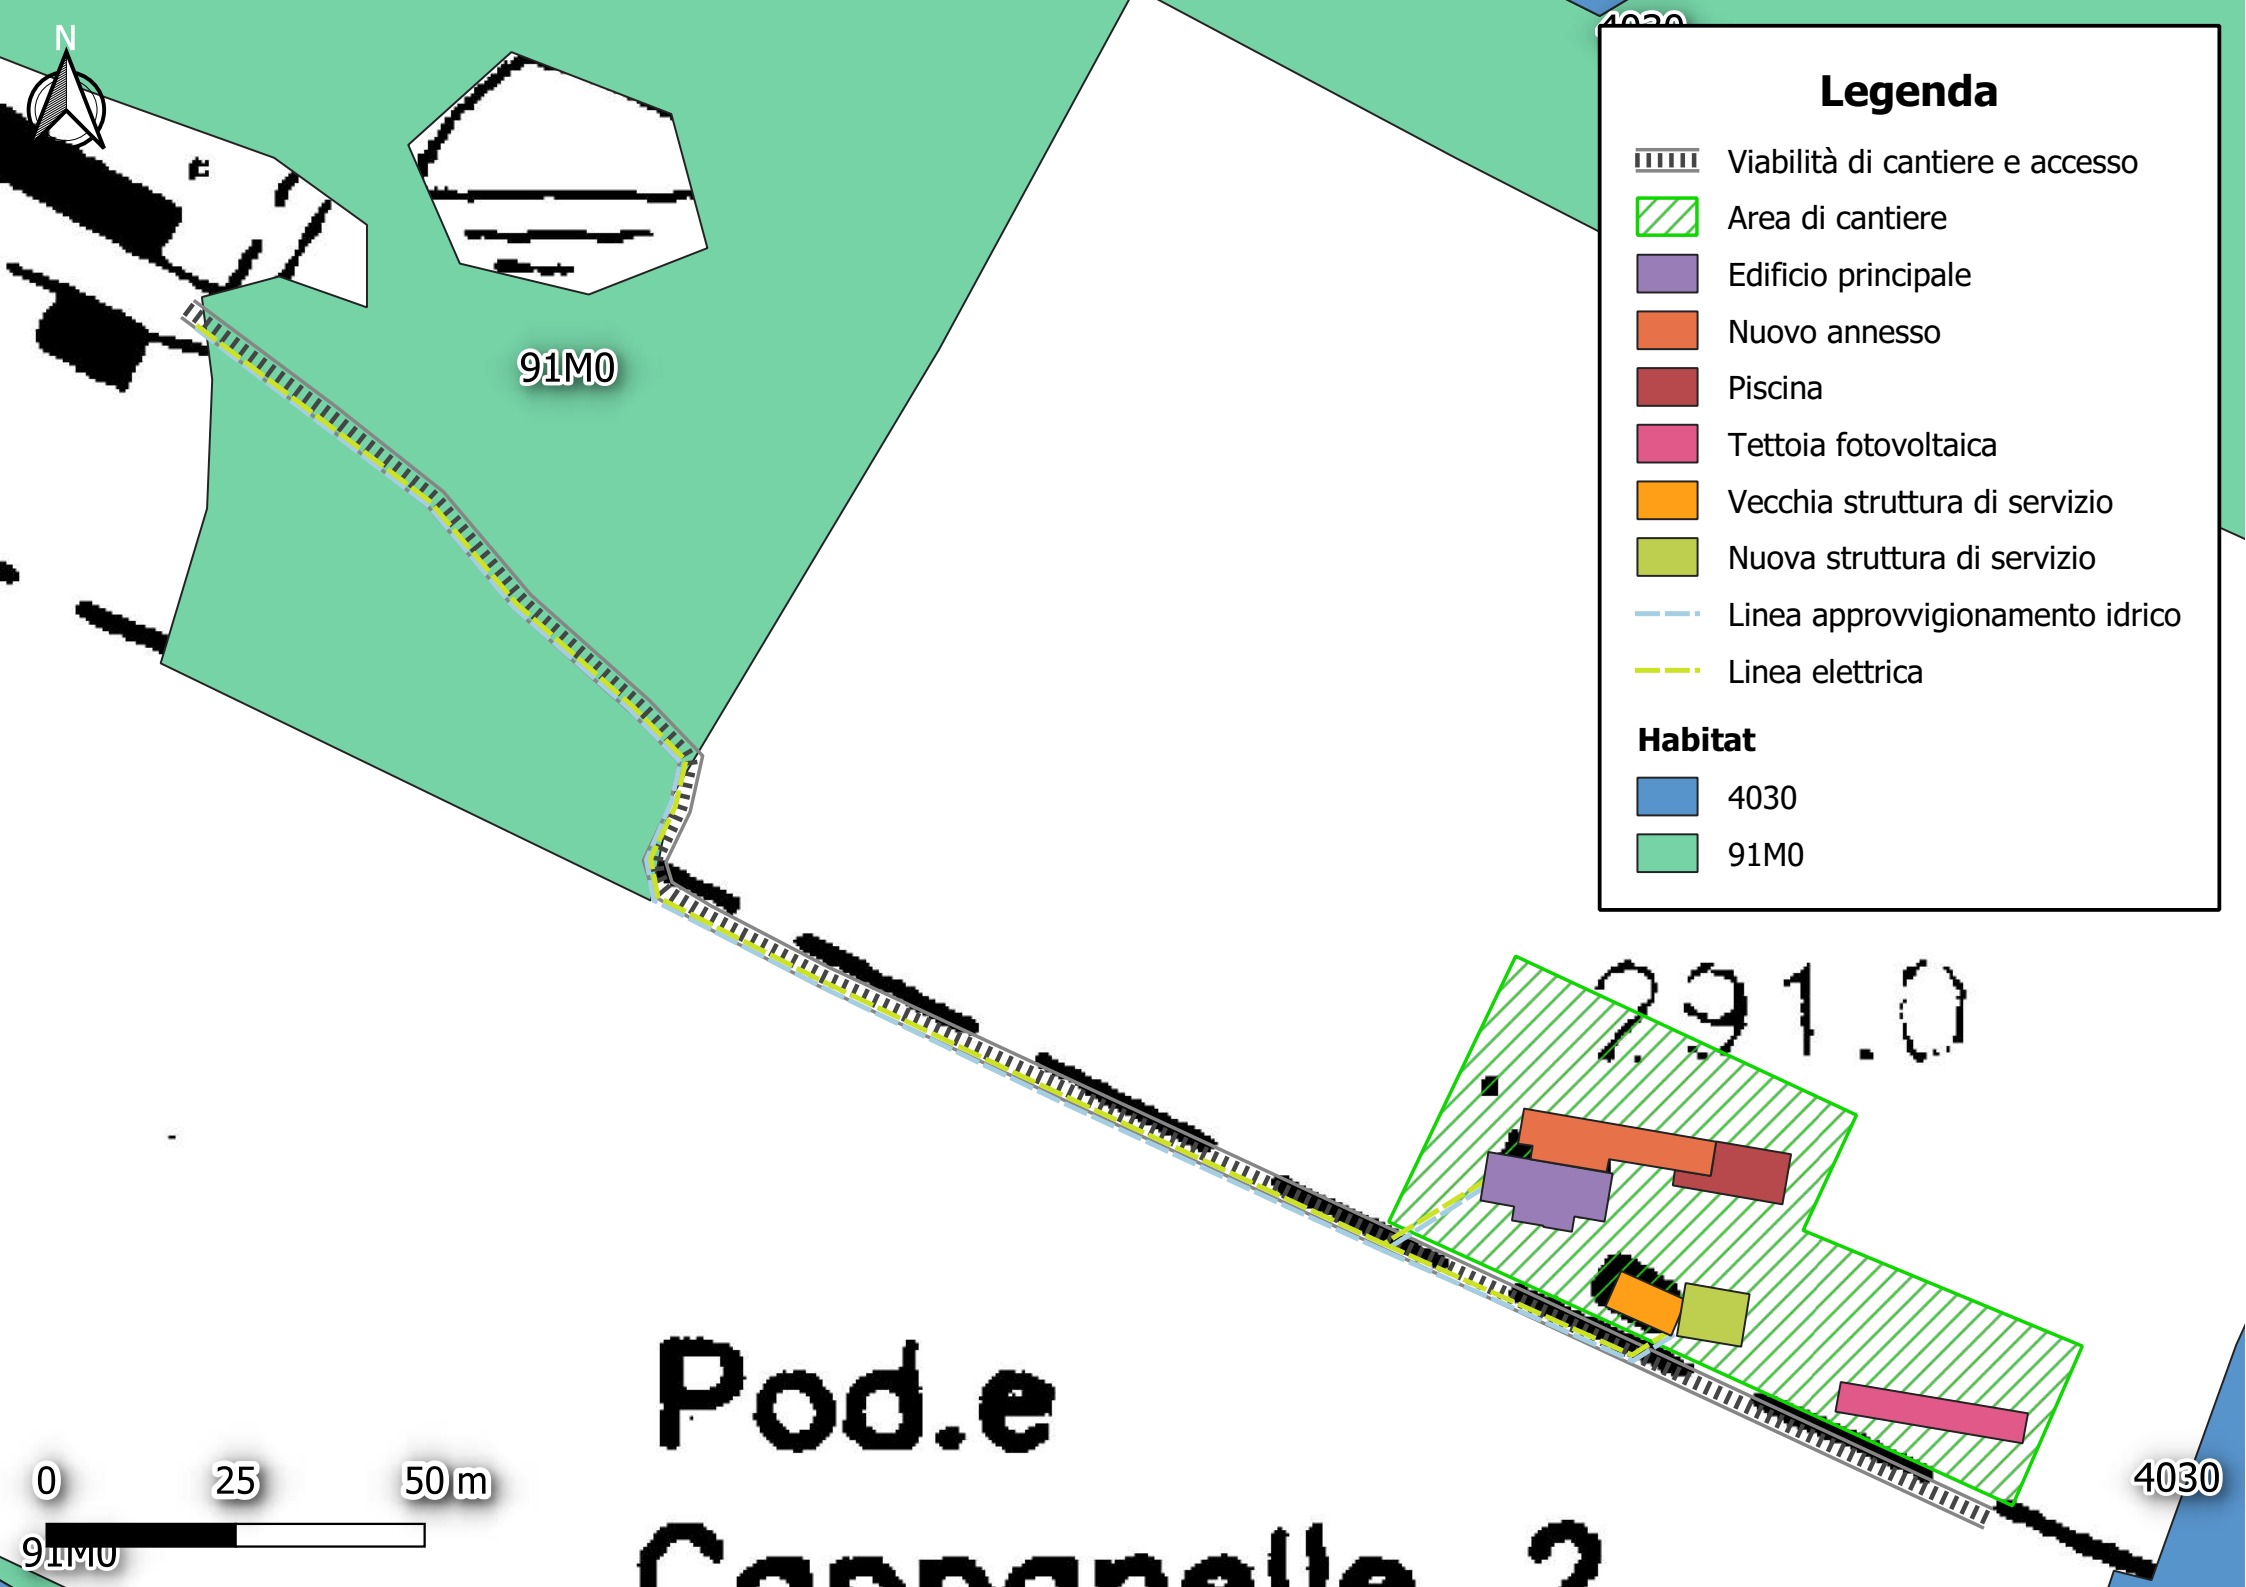 N
4030
Legenda
Viabilità di cantiere e accesso
Area di cantiere
Edificio principale
Nuovo annesso
Piscina
Tettoia fotovoltaica
Vecchia struttura di servizio
Nuova struttura di servizio
Linea approvvigionamento idrico
Linea elettrica
Habitat
4030
91M0
91M0
291.0
Pod.e
4030
0 25 50 m
91M0